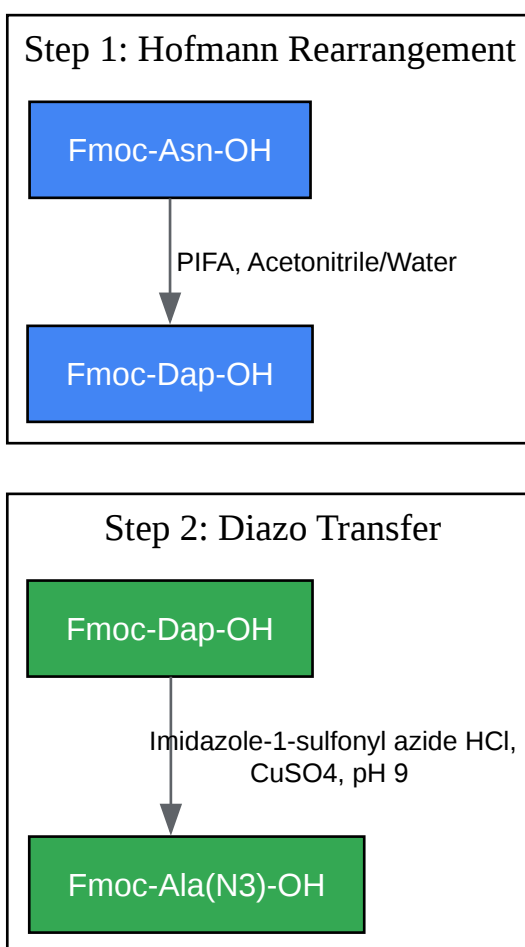 Step 1: Hofmann Rearrangement
Fmoc-Asn-OH
PIFA, Acetonitrile/Water
Fmoc-Dap-OH
Step 2: Diazo Transfer
Fmoc-Dap-OH
Imidazole-1-sulfonyl azide HCl,
CuSO4, pH 9
Fmoc-Ala(N3)-OH